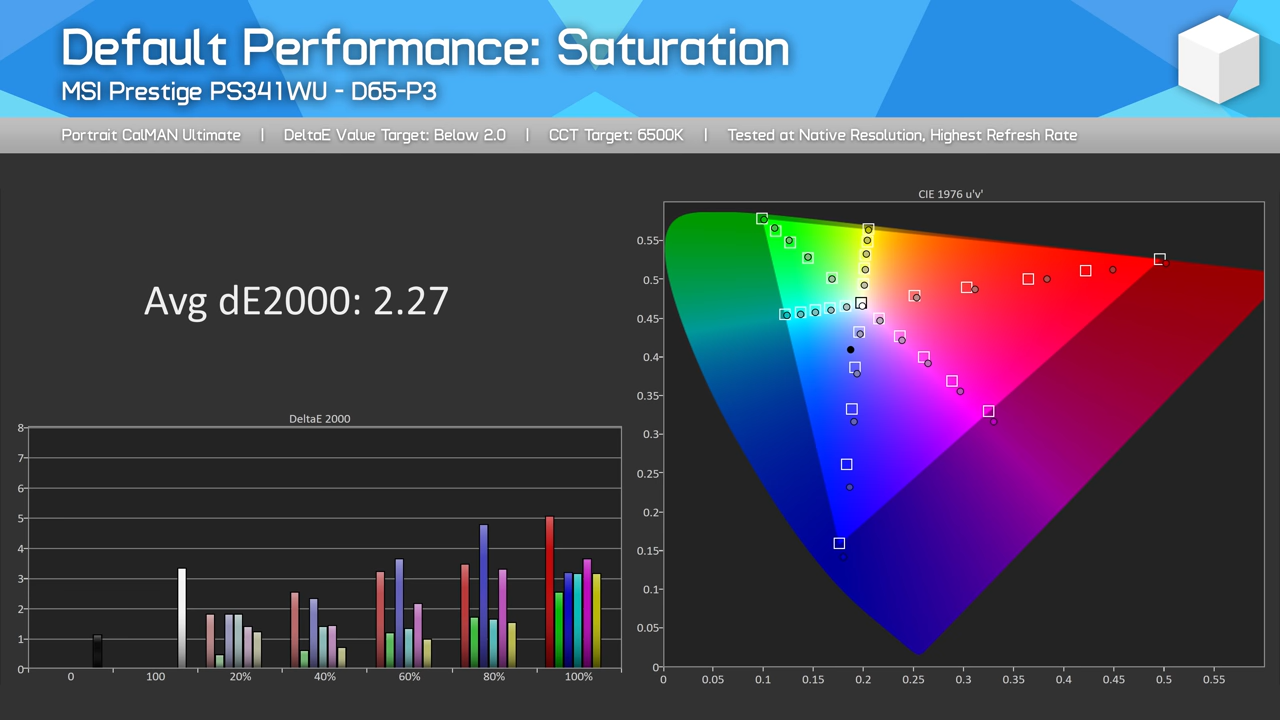 Default Performance: Saturation
MSI Prestige PS341WU - D65-P3
Portrait CalMAN Ultimate | DeltaE Value Target: Below 2.0 | CCT Target: 6500K | Tested at Native Resolution, Highest Refresh Rate
Avg dE2000: 2.27
DeltaE 2000
8
7
6
5
4
3
2
1
0
0 100 20% 40% 60% 80% 100%
CIE 1976 u'v'
0.55
0.5
0.45
0.4
0.35
0.3
0.25
0.2
0.15
0.1
0.05
0
0 0.05 0.1 0.15 0.2 0.25 0.3 0.35 0.4 0.45 0.5 0.55